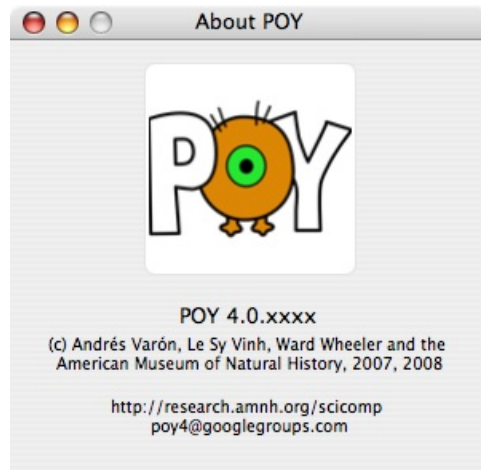 About POY
POY
POY 4.0.xxxx
(c) Andrés Varón, Le Sy Vinh, Ward Wheeler and the
American Museum of Natural History, 2007, 2008
http://research.amnh.org/scicomp
poy4@googlegroups.com